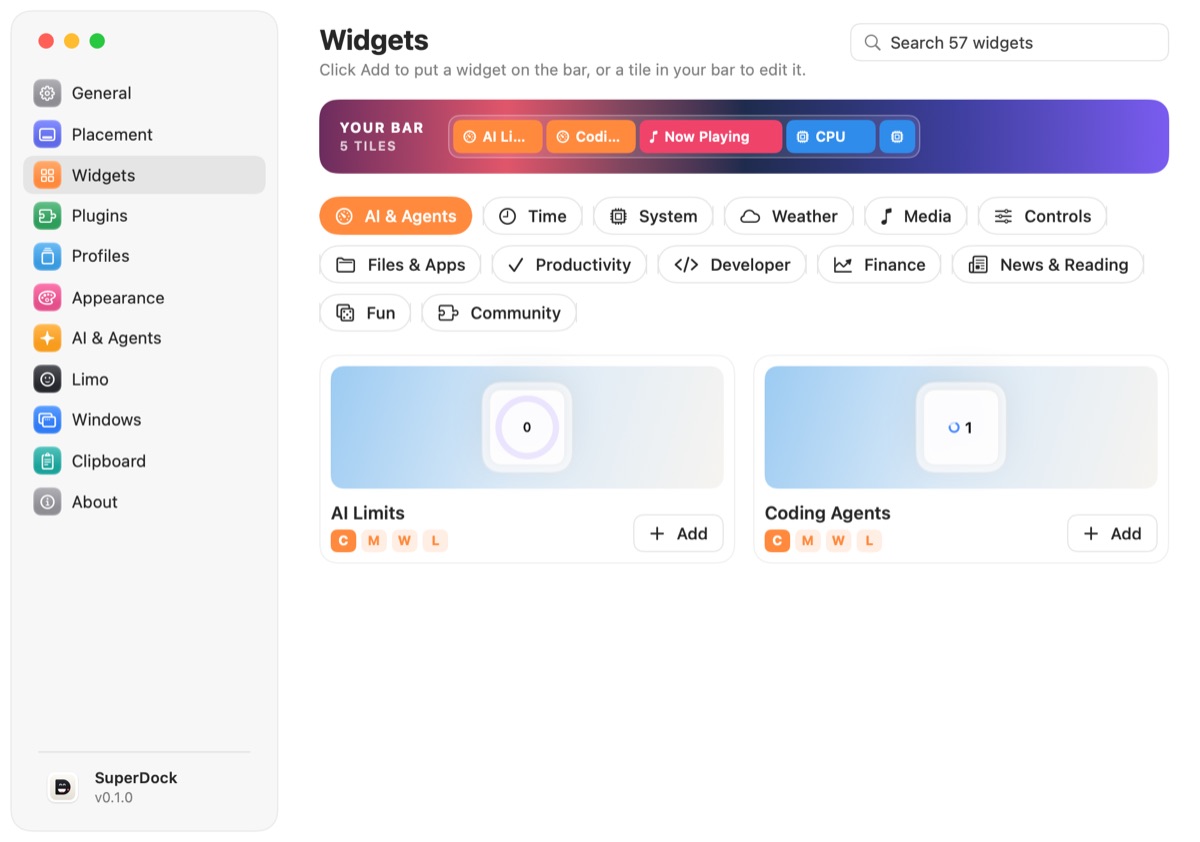 General
Placement
Widgets
Plugins
Profiles
Appearance
AI & Agents
Limo
Windows
Clipboard
About
SuperDock
v0.1.0
Widgets
Search 57 widgets
Click Add to put a widget on the bar, or a tile in your bar to edit it.
YOUR BAR
5 TILES
AI Li...
Codi...
Now Playing
CPU
AI & Agents
Time
System
Weather
Media
Controls
Files & Apps
Productivity
Developer
Finance
News & Reading
Fun
Community
0
AI Limits
C M W L
+ Add
1
Coding Agents
C M W L
+ Add